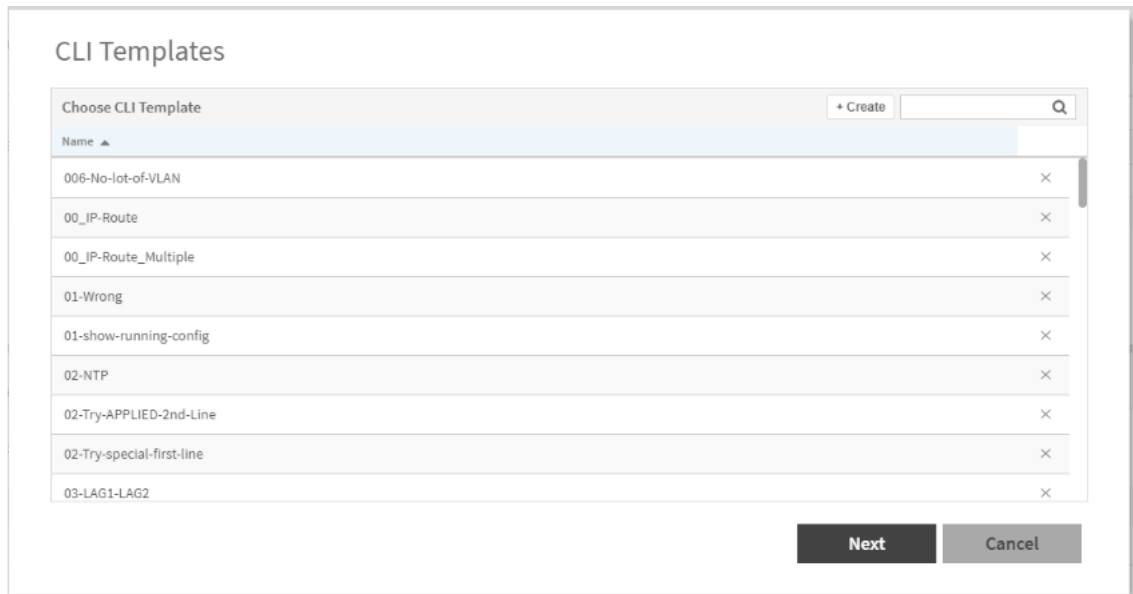 CLI Templates
Choose CLI Template
+ Create
Name
006-No-lot-of-VLAN
00_IP-Route
00_IP-Route_Multiple
01-Wrong
01-show-running-config
02-NTP
02-Try-APPLIED-2nd-Line
02-Try-special-first-line
03-LAG1-LAG2
Next Cancel